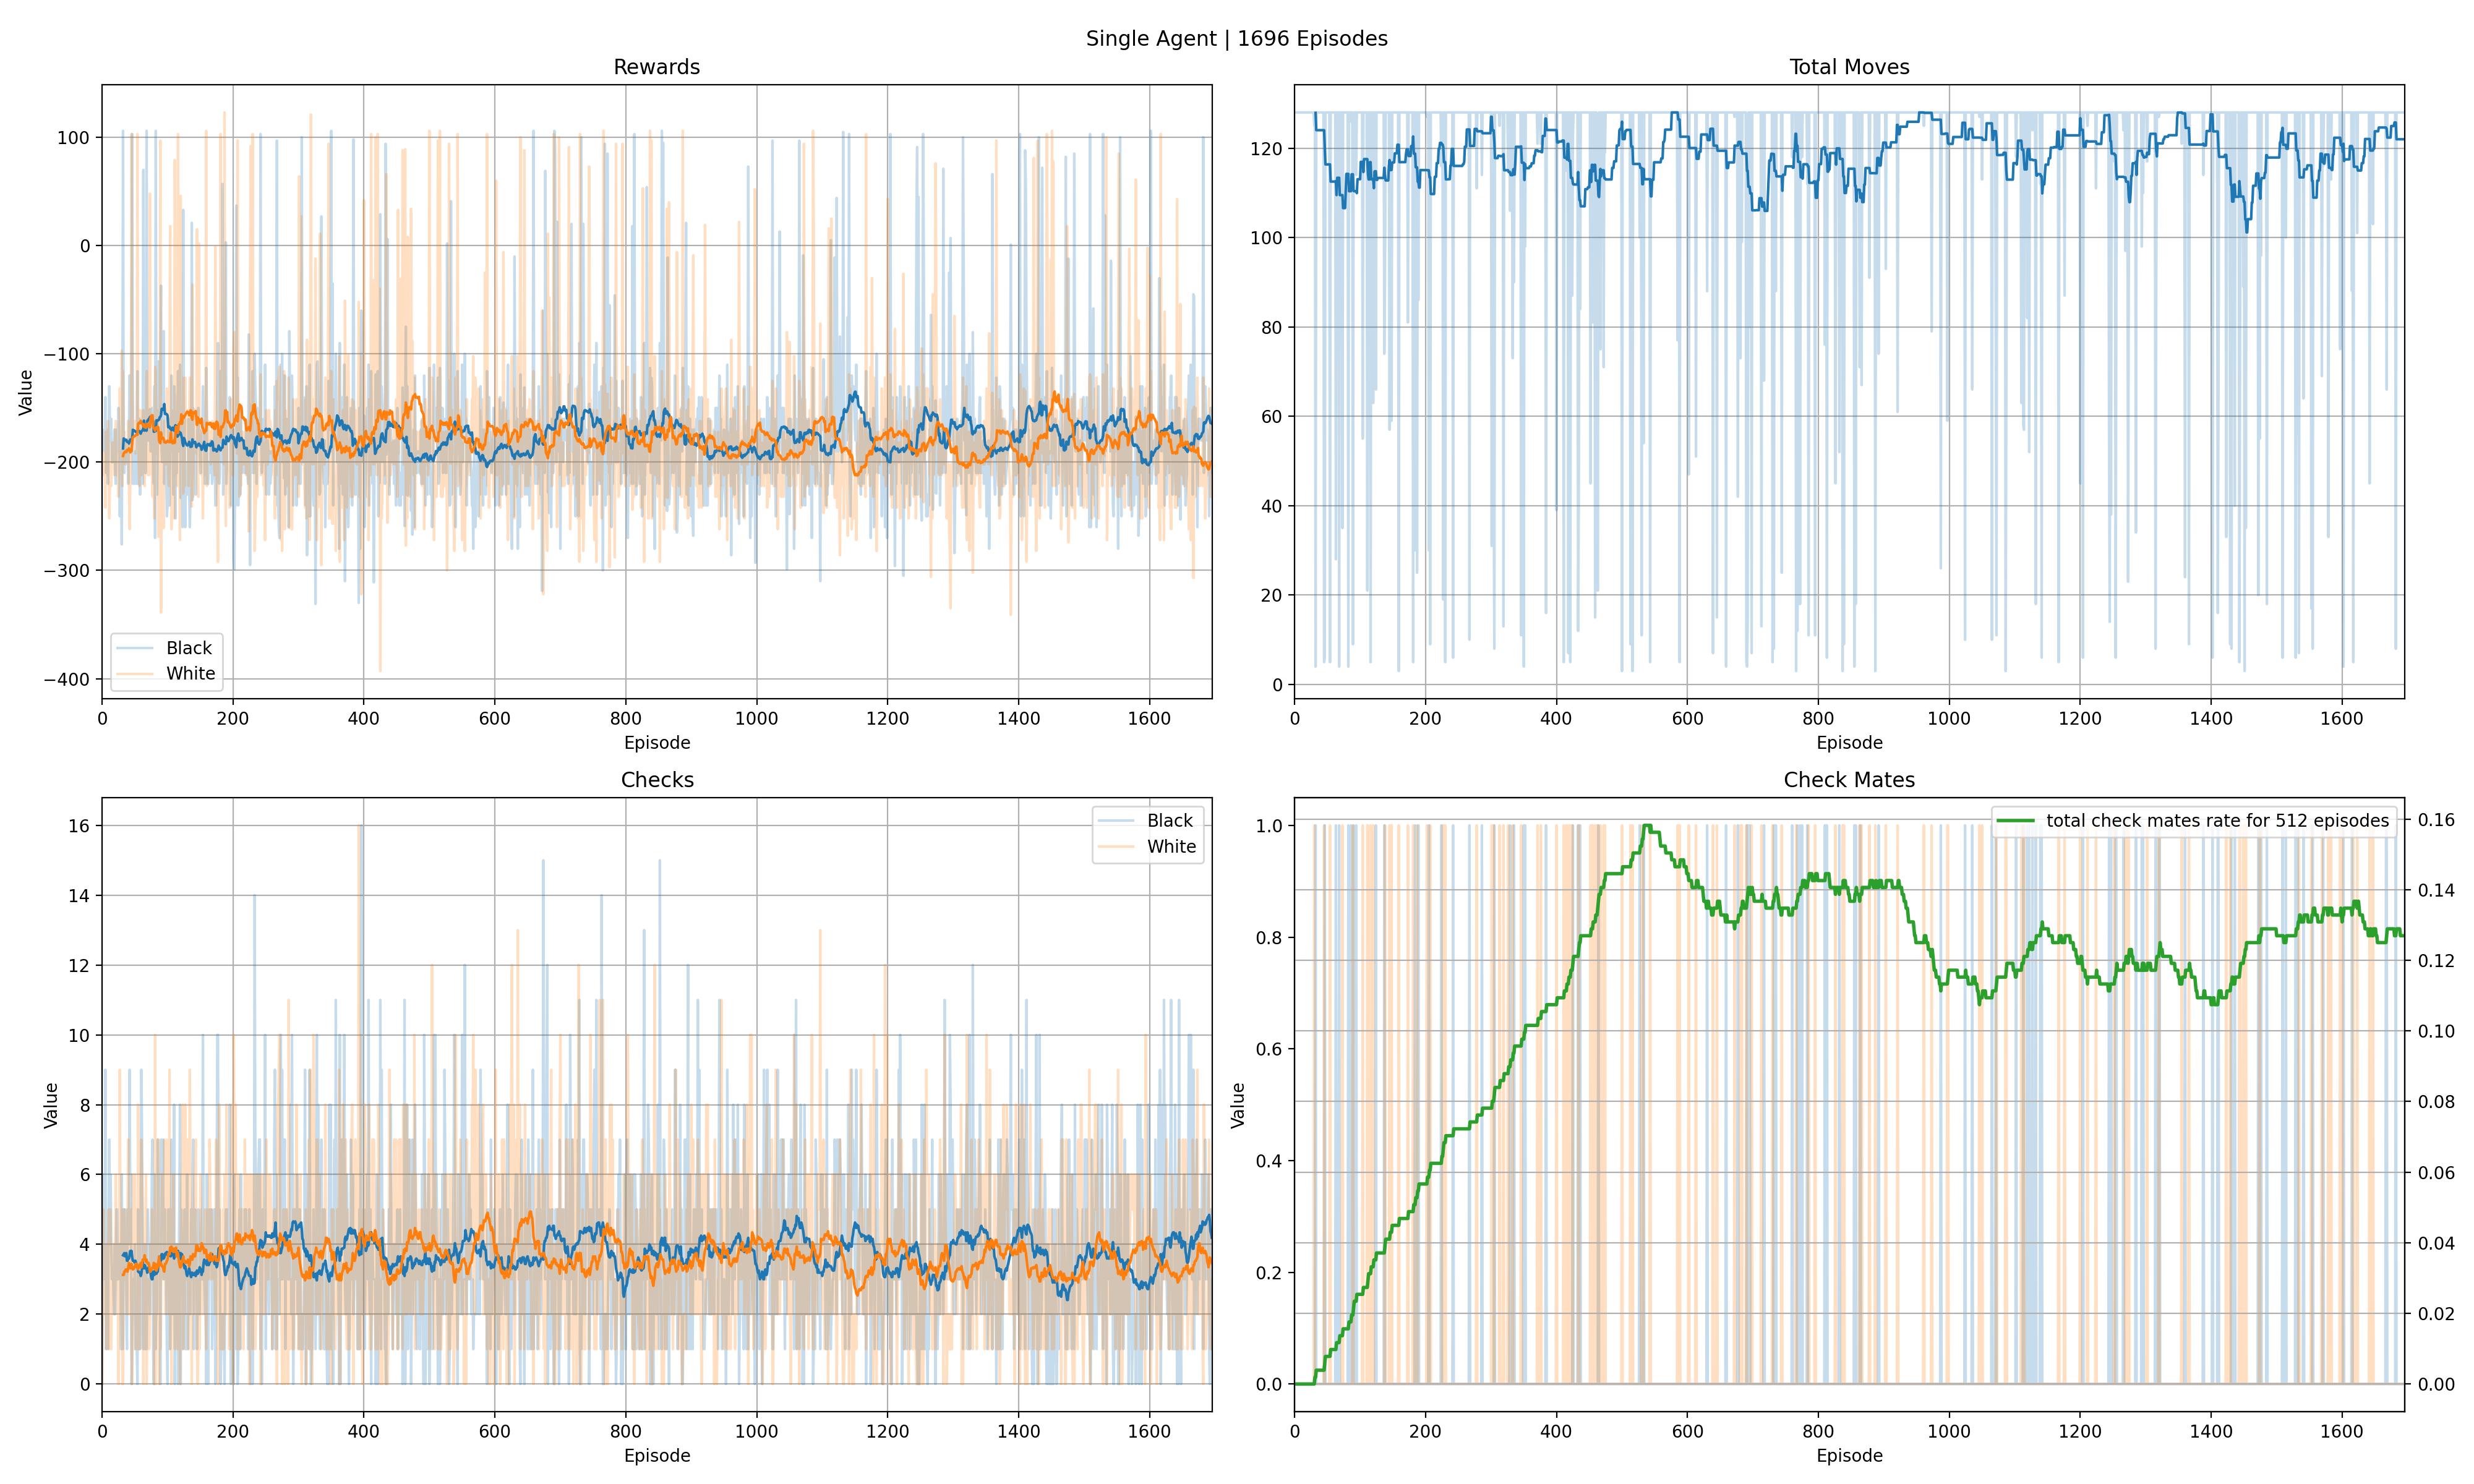 Single Agent | 1696 Episodes
Rewards
100
0
−100
−200
−300
−400
Value
Black
White
0 200 400 600 800 1000 1200 1400 1600
Episode
Total Moves
120
100
80
60
40
20
0
0 200 400 600 800 1000 1200 1400 1600
Episode
Checks
16
14
12
10
8
6
4
2
0
Value
Black
White
0 200 400 600 800 1000 1200 1400 1600
Episode
Check Mates
1.0
0.8
0.6
0.4
0.2
0.0
Value
total check mates rate for 512 episodes
0.16
0.14
0.12
0.10
0.08
0.06
0.04
0.02
0.00
0 200 400 600 800 1000 1200 1400 1600
Episode